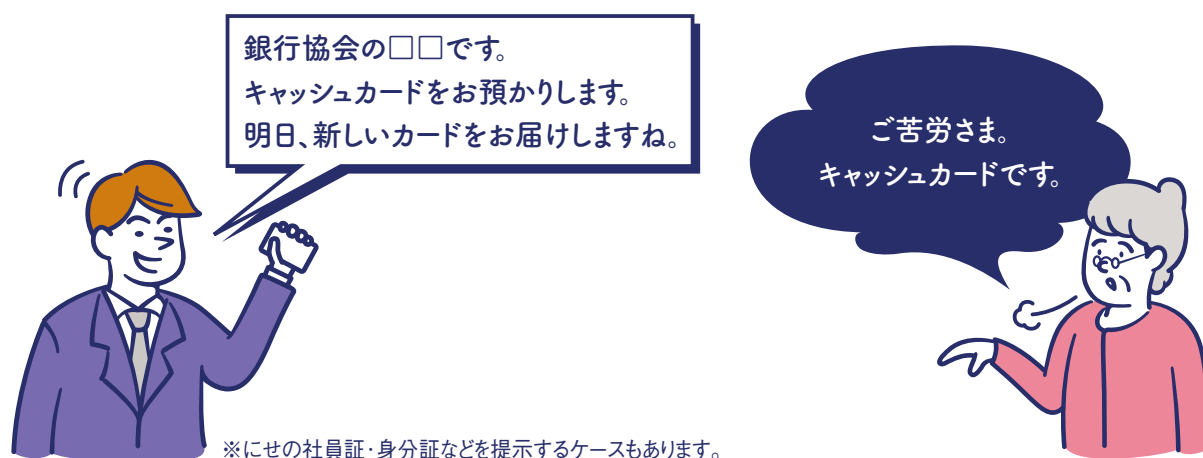 銀行協会の□□です。
キャッシュカードをお預かりします。
明日、新しいカードをお届けしますね。
ご苦労さま。
キャッシュカードです。
※にせの社員証・身分証などを提示するケースもあります。